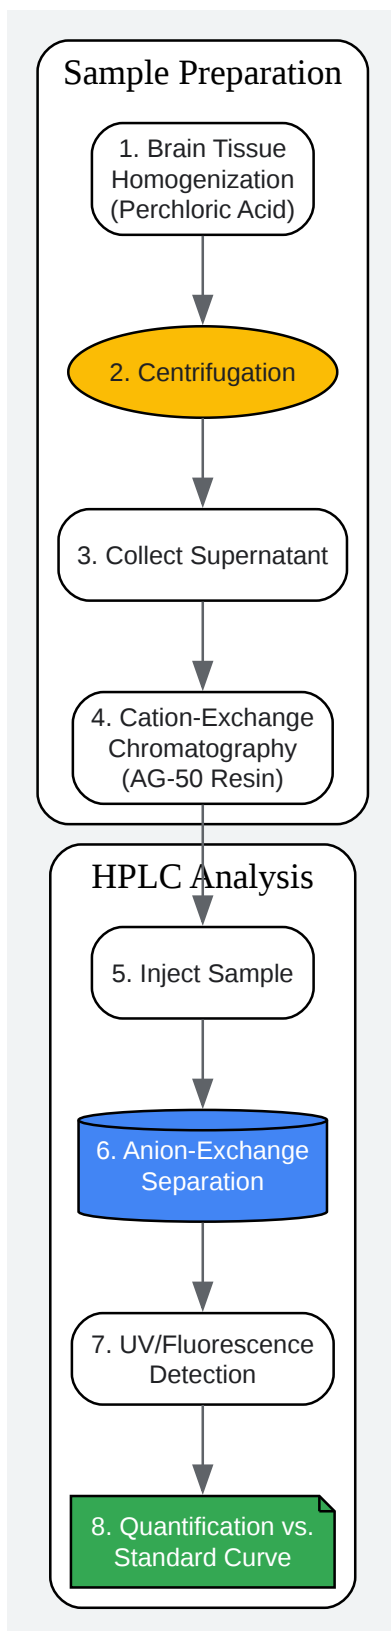 Sample Preparation
1. Brain Tissue
Homogenization
(Perchloric Acid)
2. Centrifugation
3. Collect Supernatant
4. Cation-Exchange
Chromatography
(AG-50 Resin)
HPLC Analysis
5. Inject Sample
6. Anion-Exchange
Separation
7. UV/Fluorescence
Detection
8. Quantification vs.
Standard Curve